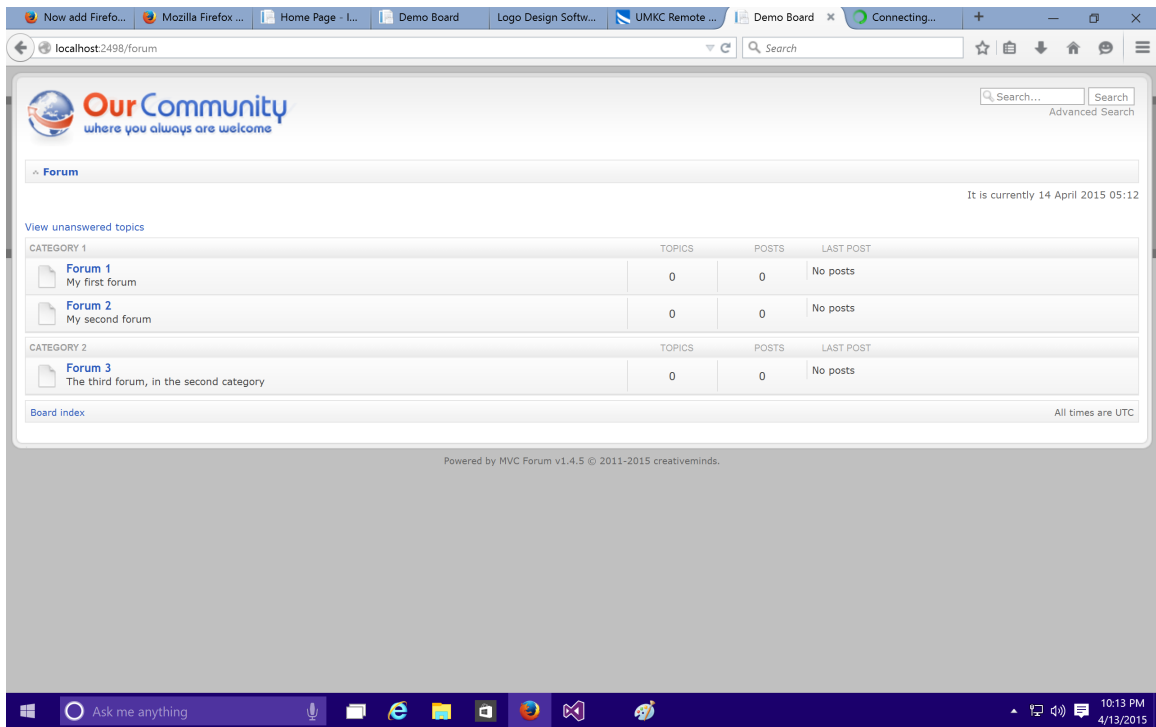 Now add Firefo... Mozilla Firefox ... Home Page - I... Demo Board Logo Design Softw... UMKC Remote ... Demo Board Connecting...
localhost:2498/forum Search
OurCommunity
where you always are welcome
Search... Search
Advanced Search
Forum
It is currently 14 April 2015 05:12
View unanswered topics
CATEGORY 1 TOPICS POSTS LAST POST
Forum 1
My first forum 0 0 No posts
Forum 2
My second forum 0 0 No posts
CATEGORY 2 TOPICS POSTS LAST POST
Forum 3
The third forum, in the second category 0 0 No posts
Board index All times are UTC
Powered by MVC Forum v1.4.5 © 2011-2015 creativeminds.
Ask me anything
10:13 PM
4/13/2015